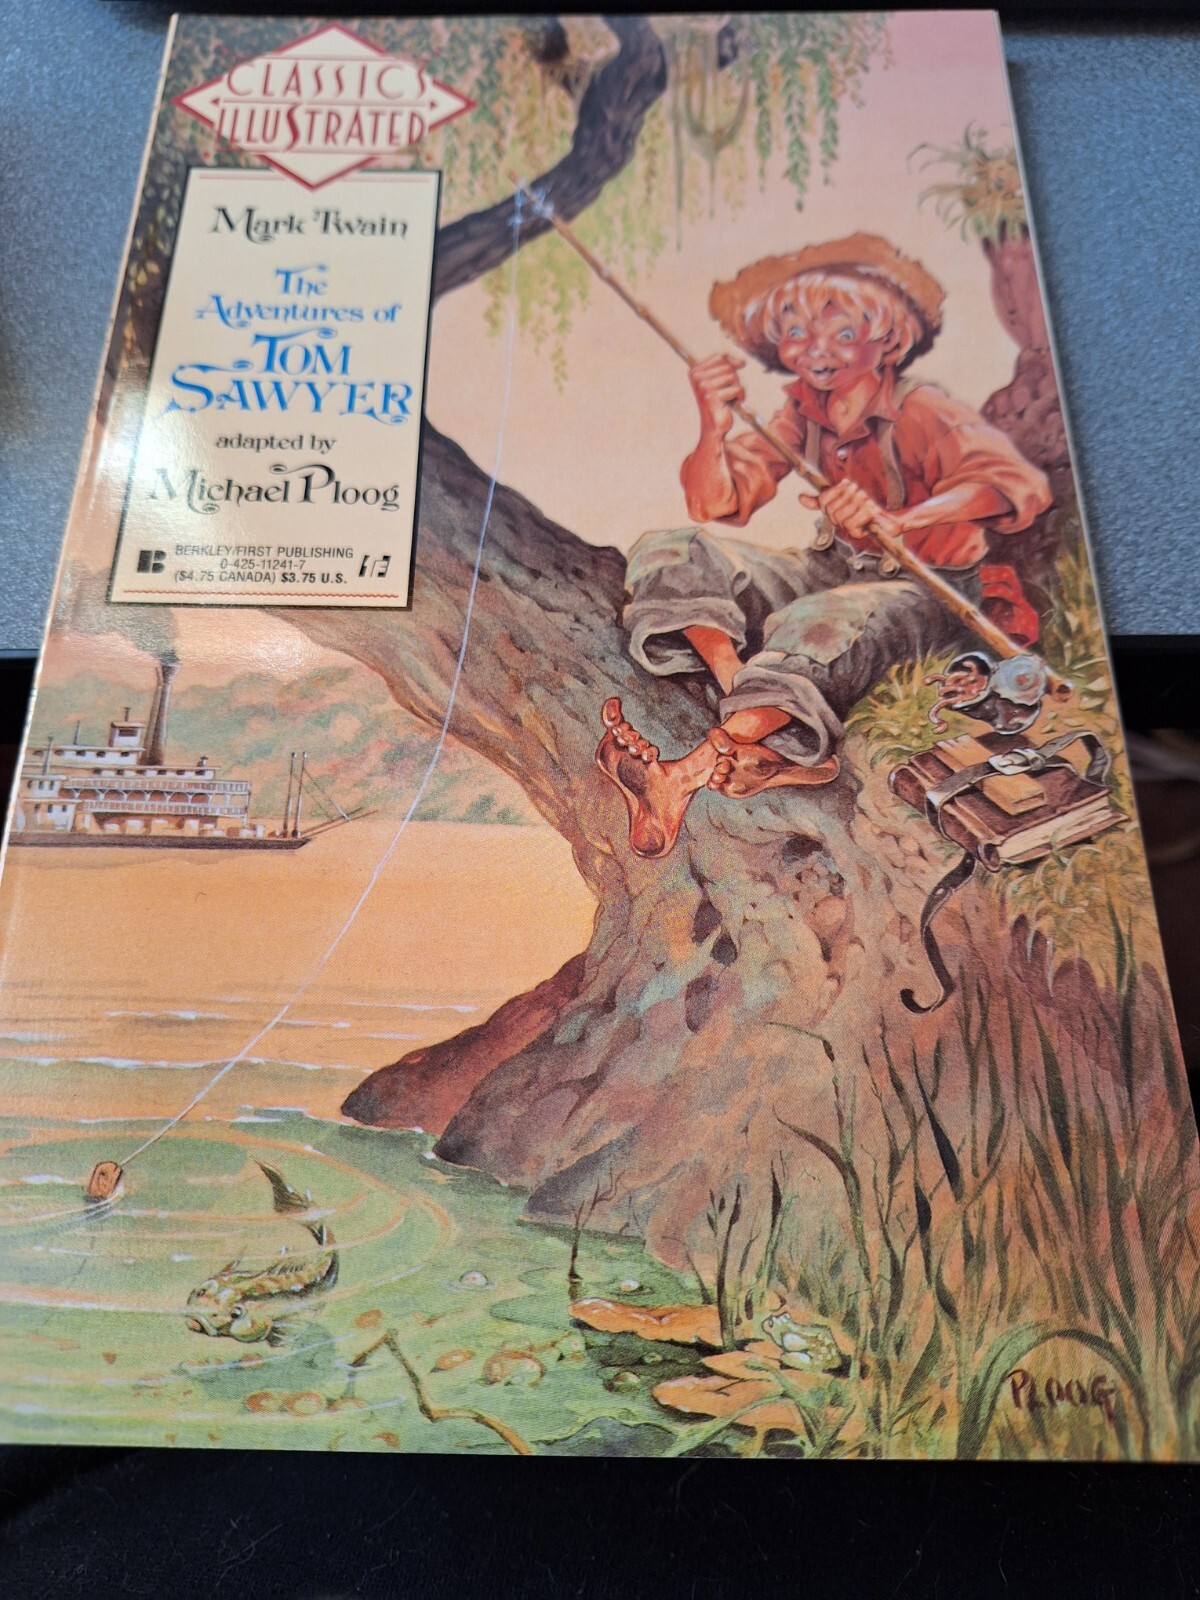 CLASSICS
ILLUSTRATED
Mark Twain
The
Adventures of
TOM
SAWYER
adapted by
Michael Ploog
B
BERKLEY/FIRST PUBLISHING
0-425-11241-7
($4.75 CANADA) $3.75 U.S.
1F
PLOOG